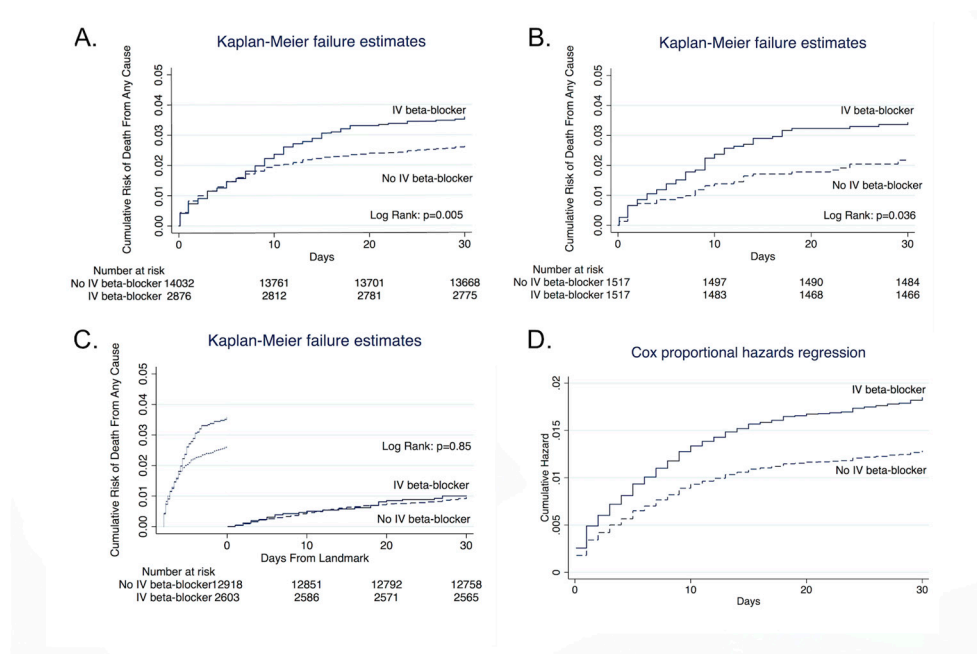 A.
Kaplan-Meier failure estimates
Cumulative Risk of Death From Any Cause
0.05
0.04
0.03
0.02
0.01
0.00
IV beta-blocker
No IV beta-blocker
Log Rank: p=0.005
0 10 20 30
Days
Number at risk
No IV beta-blocker 14032 13761 13701 13668
IV beta-blocker 2876 2812 2781 2775
B.
Kaplan-Meier failure estimates
Cumulative Risk of Death From Any Cause
0.05
0.04
0.03
0.02
0.01
0.00
IV beta-blocker
No IV beta-blocker
Log Rank: p=0.036
0 10 20 30
Days
Number at risk
No IV beta-blocker 1517 1497 1490 1484
IV beta-blocker 1517 1483 1468 1466
C.
Kaplan-Meier failure estimates
Cumulative Risk of Death From Any Cause
0.05
0.04
0.03
0.02
0.01
0.00
Log Rank: p=0.85
IV beta-blocker
No IV beta-blocker
0 10 20 30
Days From Landmark
Number at risk
No IV beta-blocker12918 12851 12792 12758
IV beta-blocker 2603 2586 2571 2565
D.
Cox proportional hazards regression
Cumulative Hazard
.02
.015
.01
.005
0
IV beta-blocker
No IV beta-blocker
0 10 20 30
Days